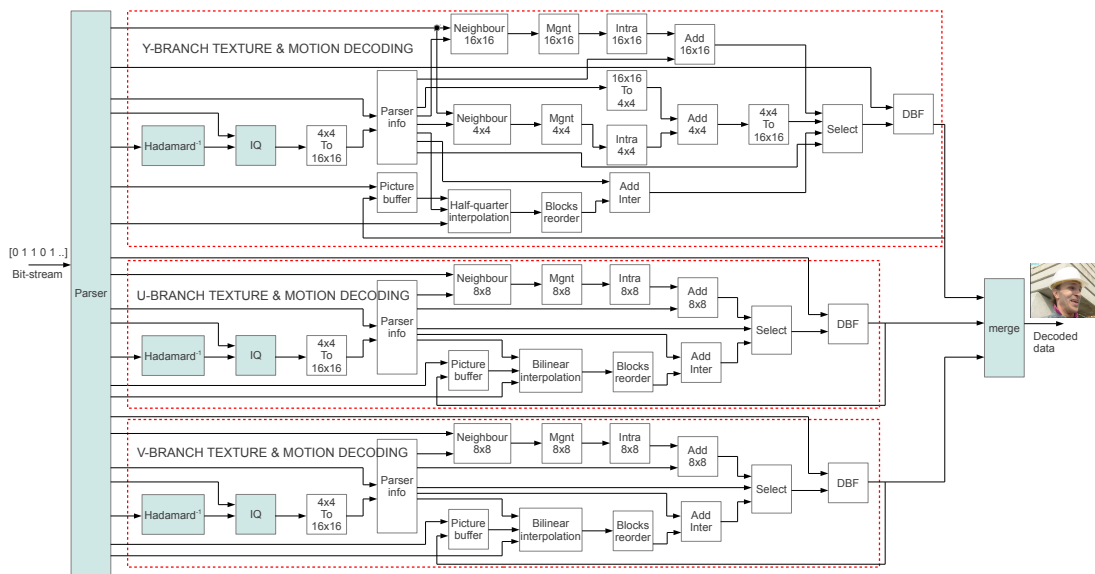 Y-BRANCH TEXTURE & MOTION DECODING
Neighbour
16x16
Mgnt
16x16
Intra
16x16
Add
16x16
Parser
info
16x16
To
4x4
Neighbour
4x4
Mgnt
4x4
Intra
4x4
Add
4x4
4x4
To
16x16
Select
DBF
Hadamard⁻¹
IQ
4x4
To
16x16
Picture
buffer
Half-quarter
interpolation
Blocks
reorder
Add
Inter
[0 1 1 0 1 ..]
Bit-stream
Parser
U-BRANCH TEXTURE & MOTION DECODING
Neighbour
8x8
Mgnt
8x8
Intra
8x8
Add
8x8
Parser
info
Select
DBF
Hadamard⁻¹
IQ
4x4
To
16x16
Picture
buffer
Bilinear
interpolation
Blocks
reorder
Add
Inter
merge
Decoded
data
V-BRANCH TEXTURE & MOTION DECODING
Neighbour
8x8
Mgnt
8x8
Intra
8x8
Add
8x8
Parser
info
Select
DBF
Hadamard⁻¹
IQ
4x4
To
16x16
Picture
buffer
Bilinear
interpolation
Blocks
reorder
Add
Inter